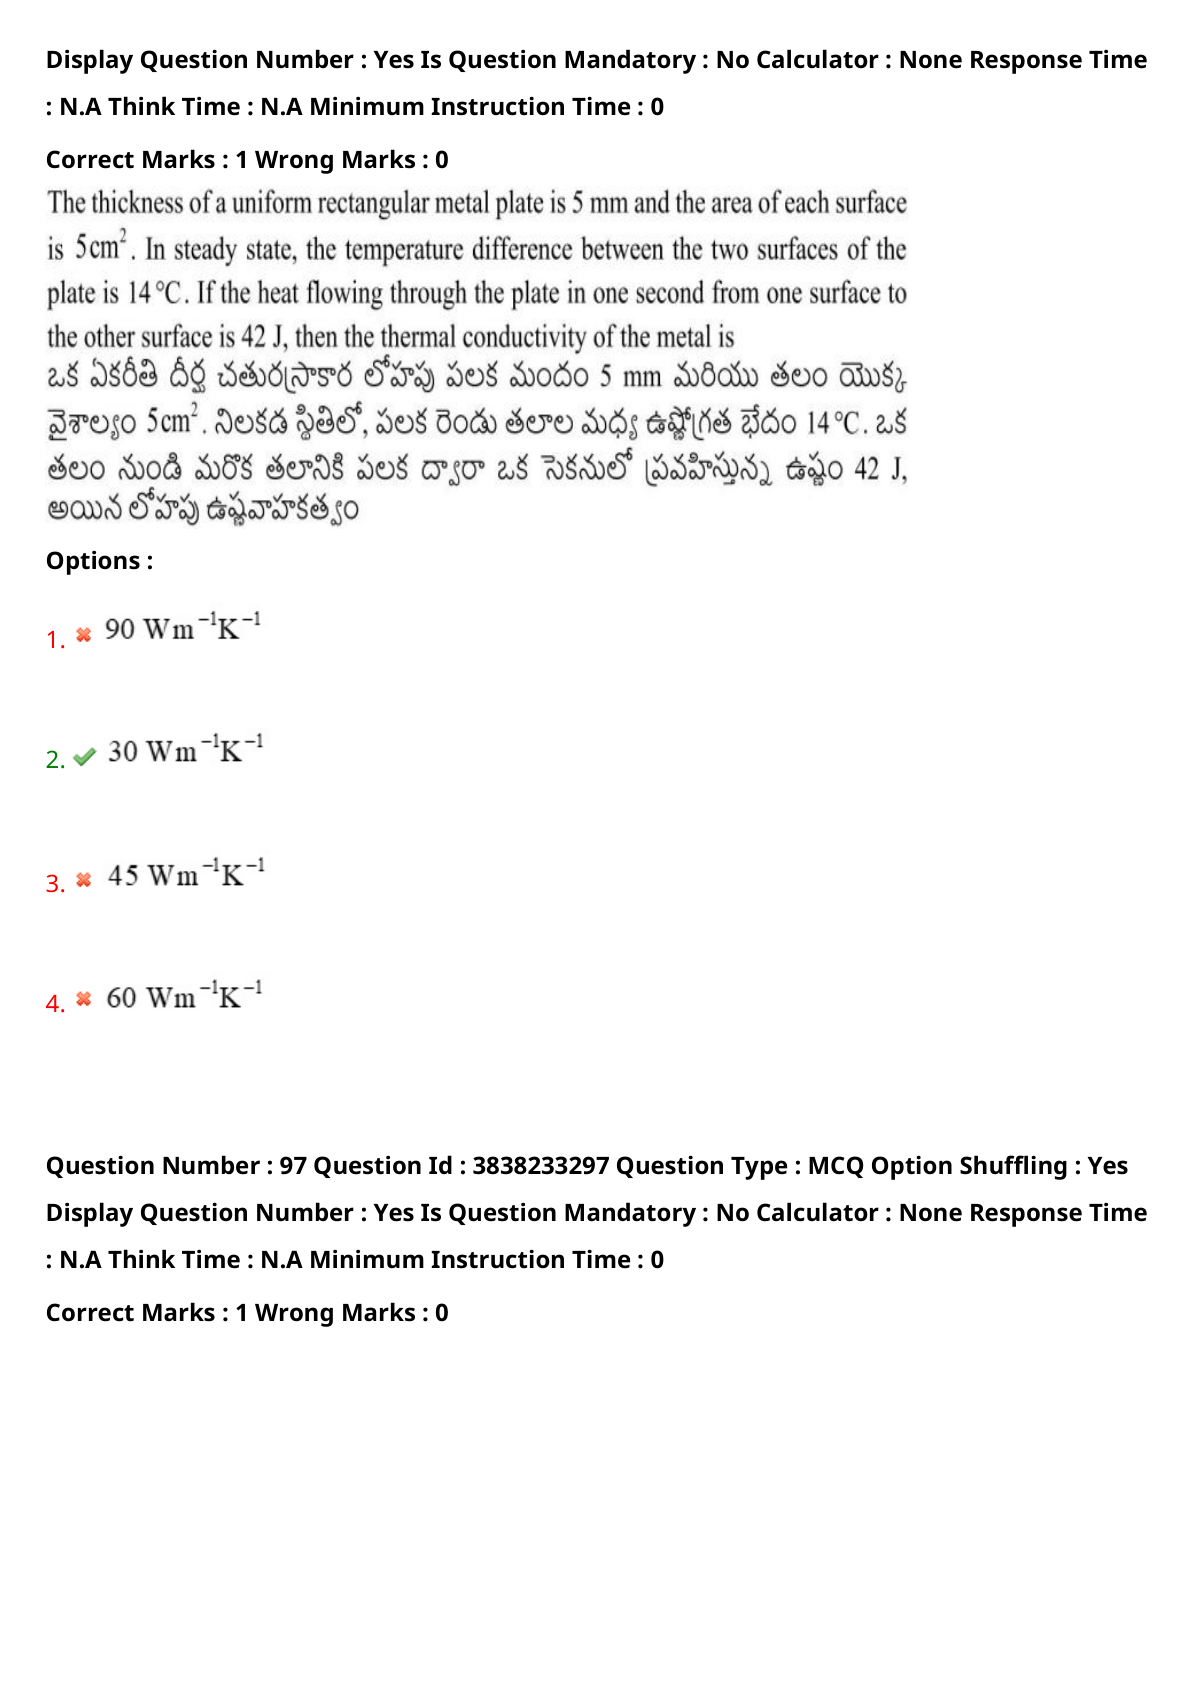 Display Question Number : Yes Is Question Mandatory : No Calculator : None Response Time
: N.A Think Time : N.A Minimum Instruction Time : 0
Correct Marks : 1 Wrong Marks : 0
The thickness of a uniform rectangular metal plate is 5 mm and the area of each surface
is 5 cm². In steady state, the temperature difference between the two surfaces of the
plate is 14 °C. If the heat flowing through the plate in one second from one surface to
the other surface is 42 J, then the thermal conductivity of the metal is
ఒక ఏకరీతి దీర్ఘ చతురస్రాకార లోహపు పలక మందం 5 mm మరియు తలం యొక్క
వైశాల్యం 5 cm². నిలకడ స్థితిలో, పలక రెండు తలాల మధ్య ఉష్ణోగ్రత భేదం 14 °C. ఒక
తలం నుండి మరొక తలానికి పలక ద్వారా ఒక సెకనులో ప్రవహిస్తున్న ఉష్ణం 42 J,
అయిన లోహపు ఉష్ణవాహకత్వం
Options :
1. 90 Wm⁻¹K⁻¹
2. 30 Wm⁻¹K⁻¹
3. 45 Wm⁻¹K⁻¹
4. 60 Wm⁻¹K⁻¹
Question Number : 97 Question Id : 3838233297 Question Type : MCQ Option Shuffling : Yes
Display Question Number : Yes Is Question Mandatory : No Calculator : None Response Time
: N.A Think Time : N.A Minimum Instruction Time : 0
Correct Marks : 1 Wrong Marks : 0